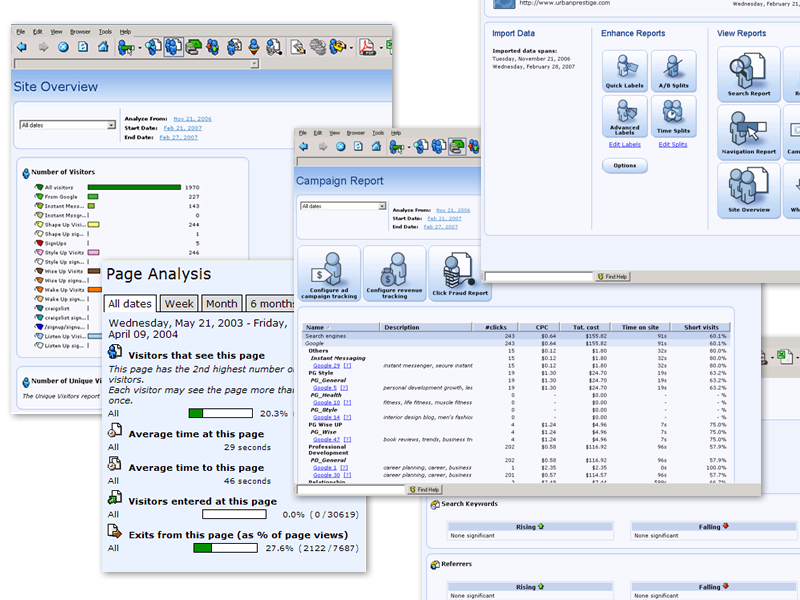 File Edit View Browser Tools Help
Site Overview
All dates
Analyze From: Nov 21, 2006
Start Date: Feb 21, 2007
End Date: Feb 27, 2007
Number of Visitors
All visitors 1970
From Google 227
Instant Mess... 143
Instant Mssgr... 0
Shape Up Visi... 244
Shape Up sig... 1
SignUps 5
Style Up Visits 246
Style Up sign...
Wise Up Visits
Wise Up sign...
Wake Up Visits
Wake Up sign...
craigslist
craigslist sign...
/signup/signu...
Listen Up Visi...
Listen Up sig...
Number of Unique V
The Unique Visitors report
Page Analysis
All dates Week Month 6 months
Wednesday, May 21, 2003 - Friday,
April 09, 2004
Visitors that see this page
This page has the 2nd highest number o
visitors.
Each visitor may see the page more than
once.
All 20.3%
Average time at this page
All 29 seconds
Average time to this page
All 46 seconds
Visitors entered at this page
All 0.0% (0/30619)
Exits from this page (as % of page views)
All 27.6% (2122/7687)
File Edit View Browser Tools Help
Campaign Report
All dates
Analyze From: Nov 21, 2006
Start Date: Feb 21, 2007
End Date: Feb 27, 2007
Configure ad
campaign tracking
Configure revenue
tracking
Click Fraud Report
Name Description #clicks CPC Tot. cost Time on site Short visits
Search engines 243 $0.64 $155.82 91s 60.1%
Google 243 $0.64 $155.82 91s 60.1%
Others 15 $0.12 $1.80 32s 80.0%
Instant Messaging 15 $0.12 $1.80 32s 80.0%
Google 29 [?] instant messenger, secure instant 15 $0.12 $1.80 32s 80.0%
PG Style 19 $1.30 $24.70 14s 63.2%
PG_General 19 $1.30 $24.70 14s 63.2%
Google 5 [?] personal development, growth, les 19 $1.30 $24.70 14s 63.2%
PG_Health 0 - $0.00 - - %
Google 10 [?] fitness, life fitness, muscle fitness 0 - $0.00 - - %
PG_Style 0 - $0.00 - - %
Google 14 [?] interior design blog, men's fashion 0 - $0.00 - - %
PG Wise UP 4 $1.24 $4.96 7s 75.0%
PG_Wise 4 $1.24 $4.96 7s 75.0%
Google 47 [?] book reviews, trends, business tr 4 $1.24 $4.96 7s 75.0%
Professional
Development 202 $0.58 $116.92 96s 57.9%
PD_General 202 $0.58 $116.92 96s 57.9%
Google 1 [?] career planning, career, business 1 $2.35 $2.35 0s 100.0%
Google 30 [?] career planning, career, business 201 $0.57 $114.57 96s 57.7%
Find Help
http://www.urbanprestige.com
Wednesday, February
Import Data
Imported data spans:
Tuesday, November 21, 2006
Wednesday, February 28, 2007
Enhance Reports
Quick Labels
A/B Splits
Advanced
Labels
Time Splits
Edit Labels Edit Splits
Options
View Reports
Search Report
Navigation Report
Site Overview
Find Help
Search Keywords
Rising Falling
None significant None significant
Referrers
Rising Falling
None significant None significant